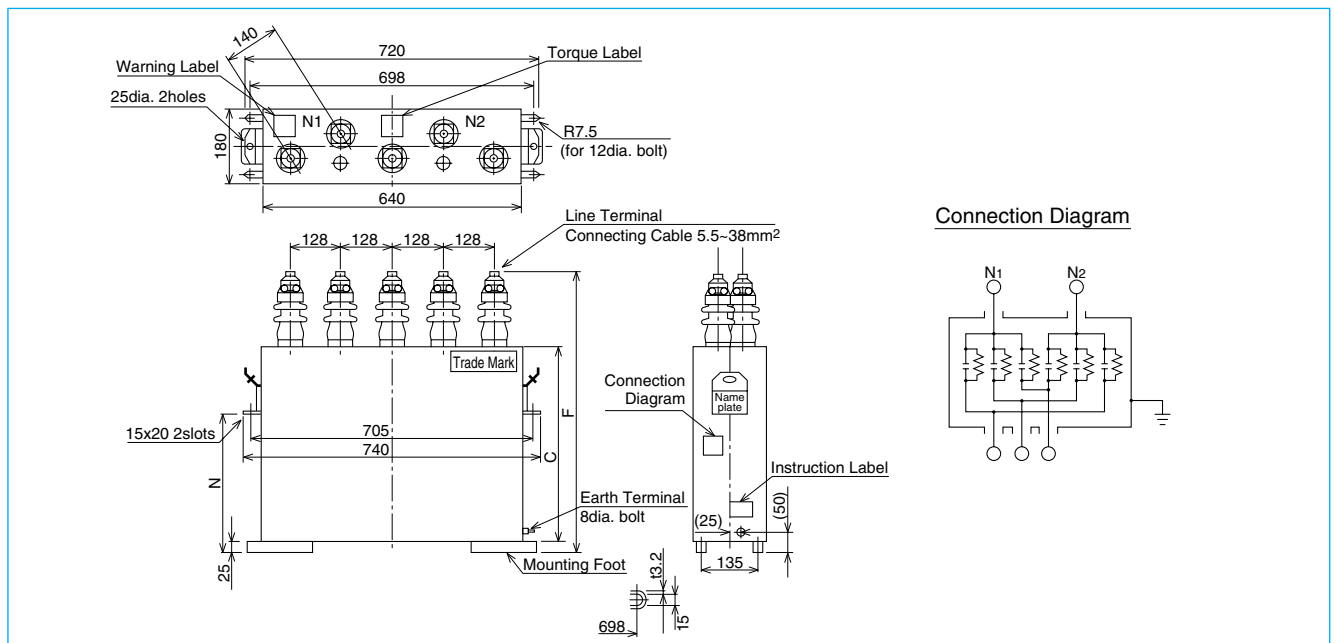 140
720
Torque Label
Warning Label
698
25dia. 2holes
N1
N2
R7.5
(for 12dia. bolt)
180
640
Line Terminal
Connecting Cable 5.5~38mm²
128
128
128
128
Connection Diagram
N1
N2
Trade Mark
Connection
Diagram
Name
plate
F
15x20 2slots
705
740
C
N
Instruction Label
Earth Terminal
8dia. bolt
(25)
(50)
25
Mounting Foot
135
t3.2
15
698